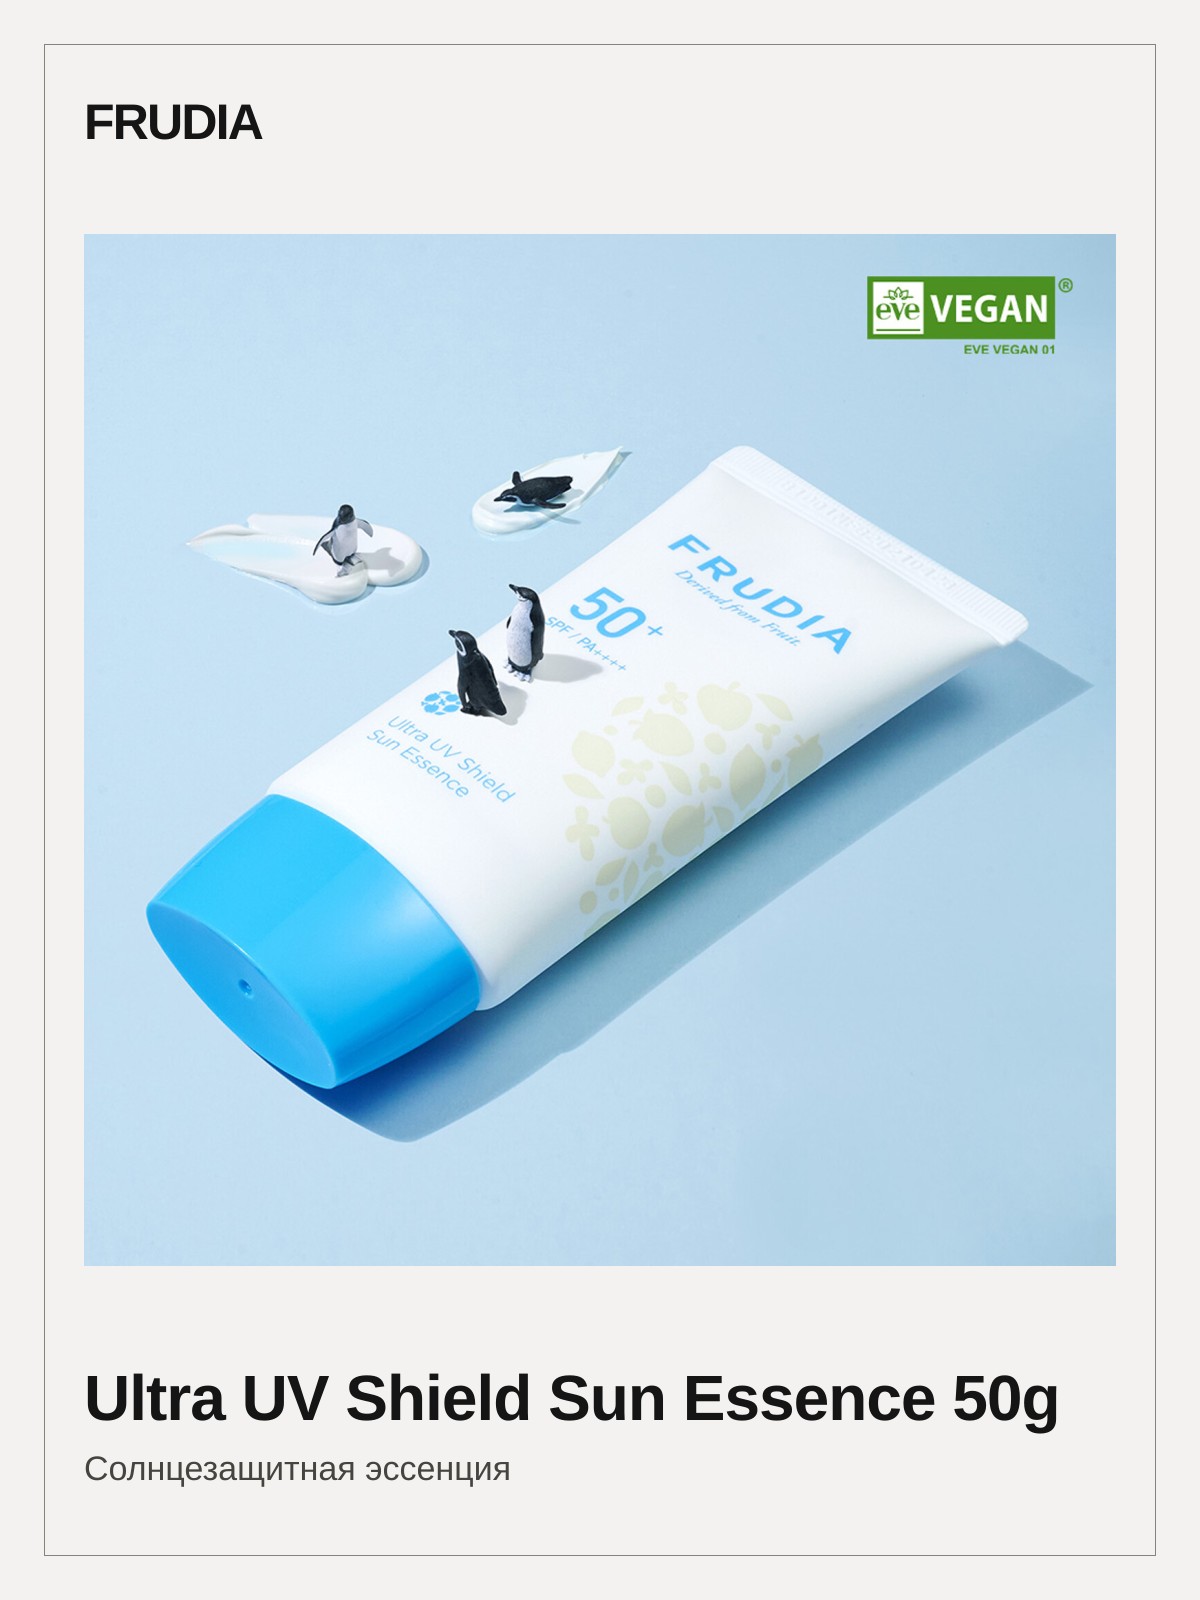 FRUDIA
eve VEGAN ®
EVE VEGAN 01
FRUDIA
Derived from Fruit.
50+
SPF / PA++++
Ultra UV Shield
Sun Essence
Ultra UV Shield Sun Essence 50g
Солнцезащитная эссенция